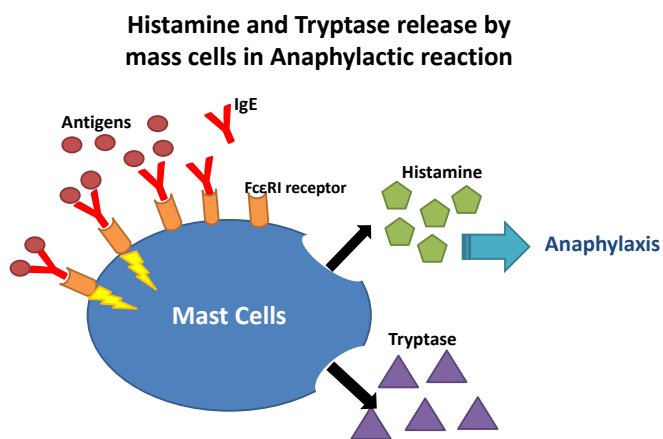 Histamine and Tryptase release by
mass cells in Anaphylactic reaction
IgE
Antigens
FcεRI receptor
Histamine
Anaphylaxis
Mast Cells
Tryptase